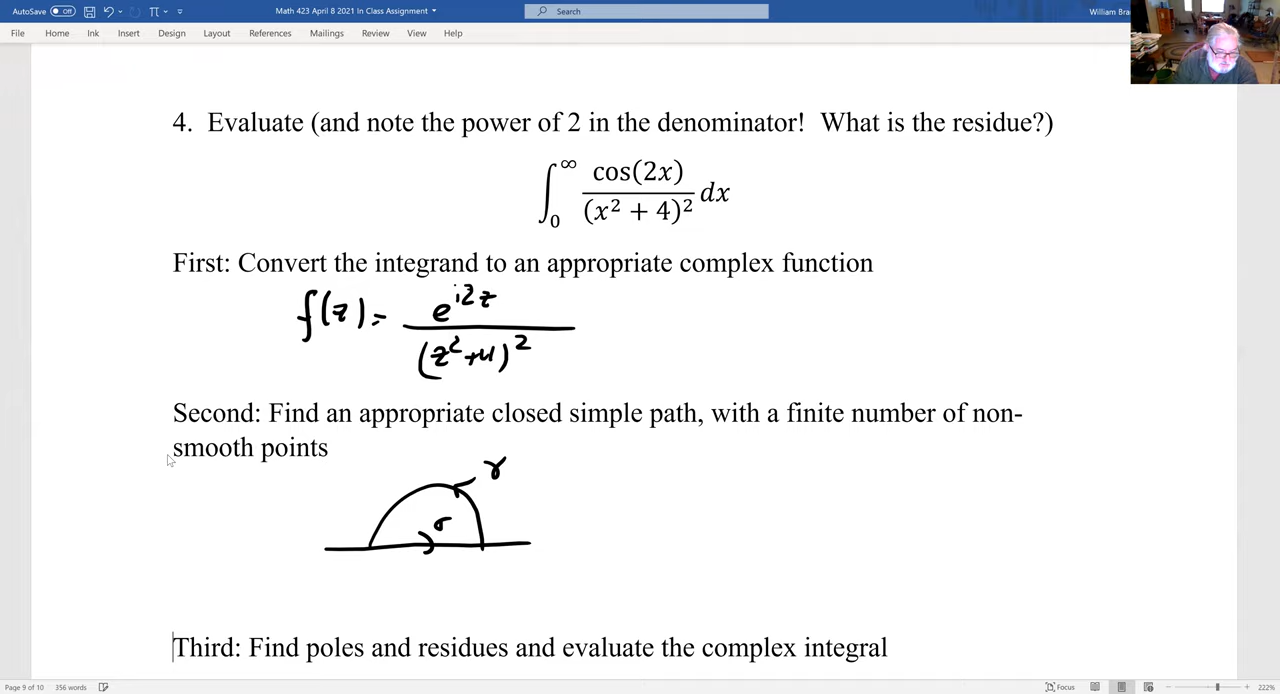 AutoSave Off Math 423 April 8 2021 In Class Assignment Search William Bra
File Home Ink Insert Design Layout References Mailings Review View Help
4. Evaluate (and note the power of 2 in the denominator! What is the residue?)
∫₀^∞ cos(2x)/(x² + 4)² dx
First: Convert the integrand to an appropriate complex function
f(z) = e^{i2z}/(z²+4)²
Second: Find an appropriate closed simple path, with a finite number of non-
smooth points
γ
σ
Third: Find poles and residues and evaluate the complex integral
Page 9 of 10 356 words Focus 222%